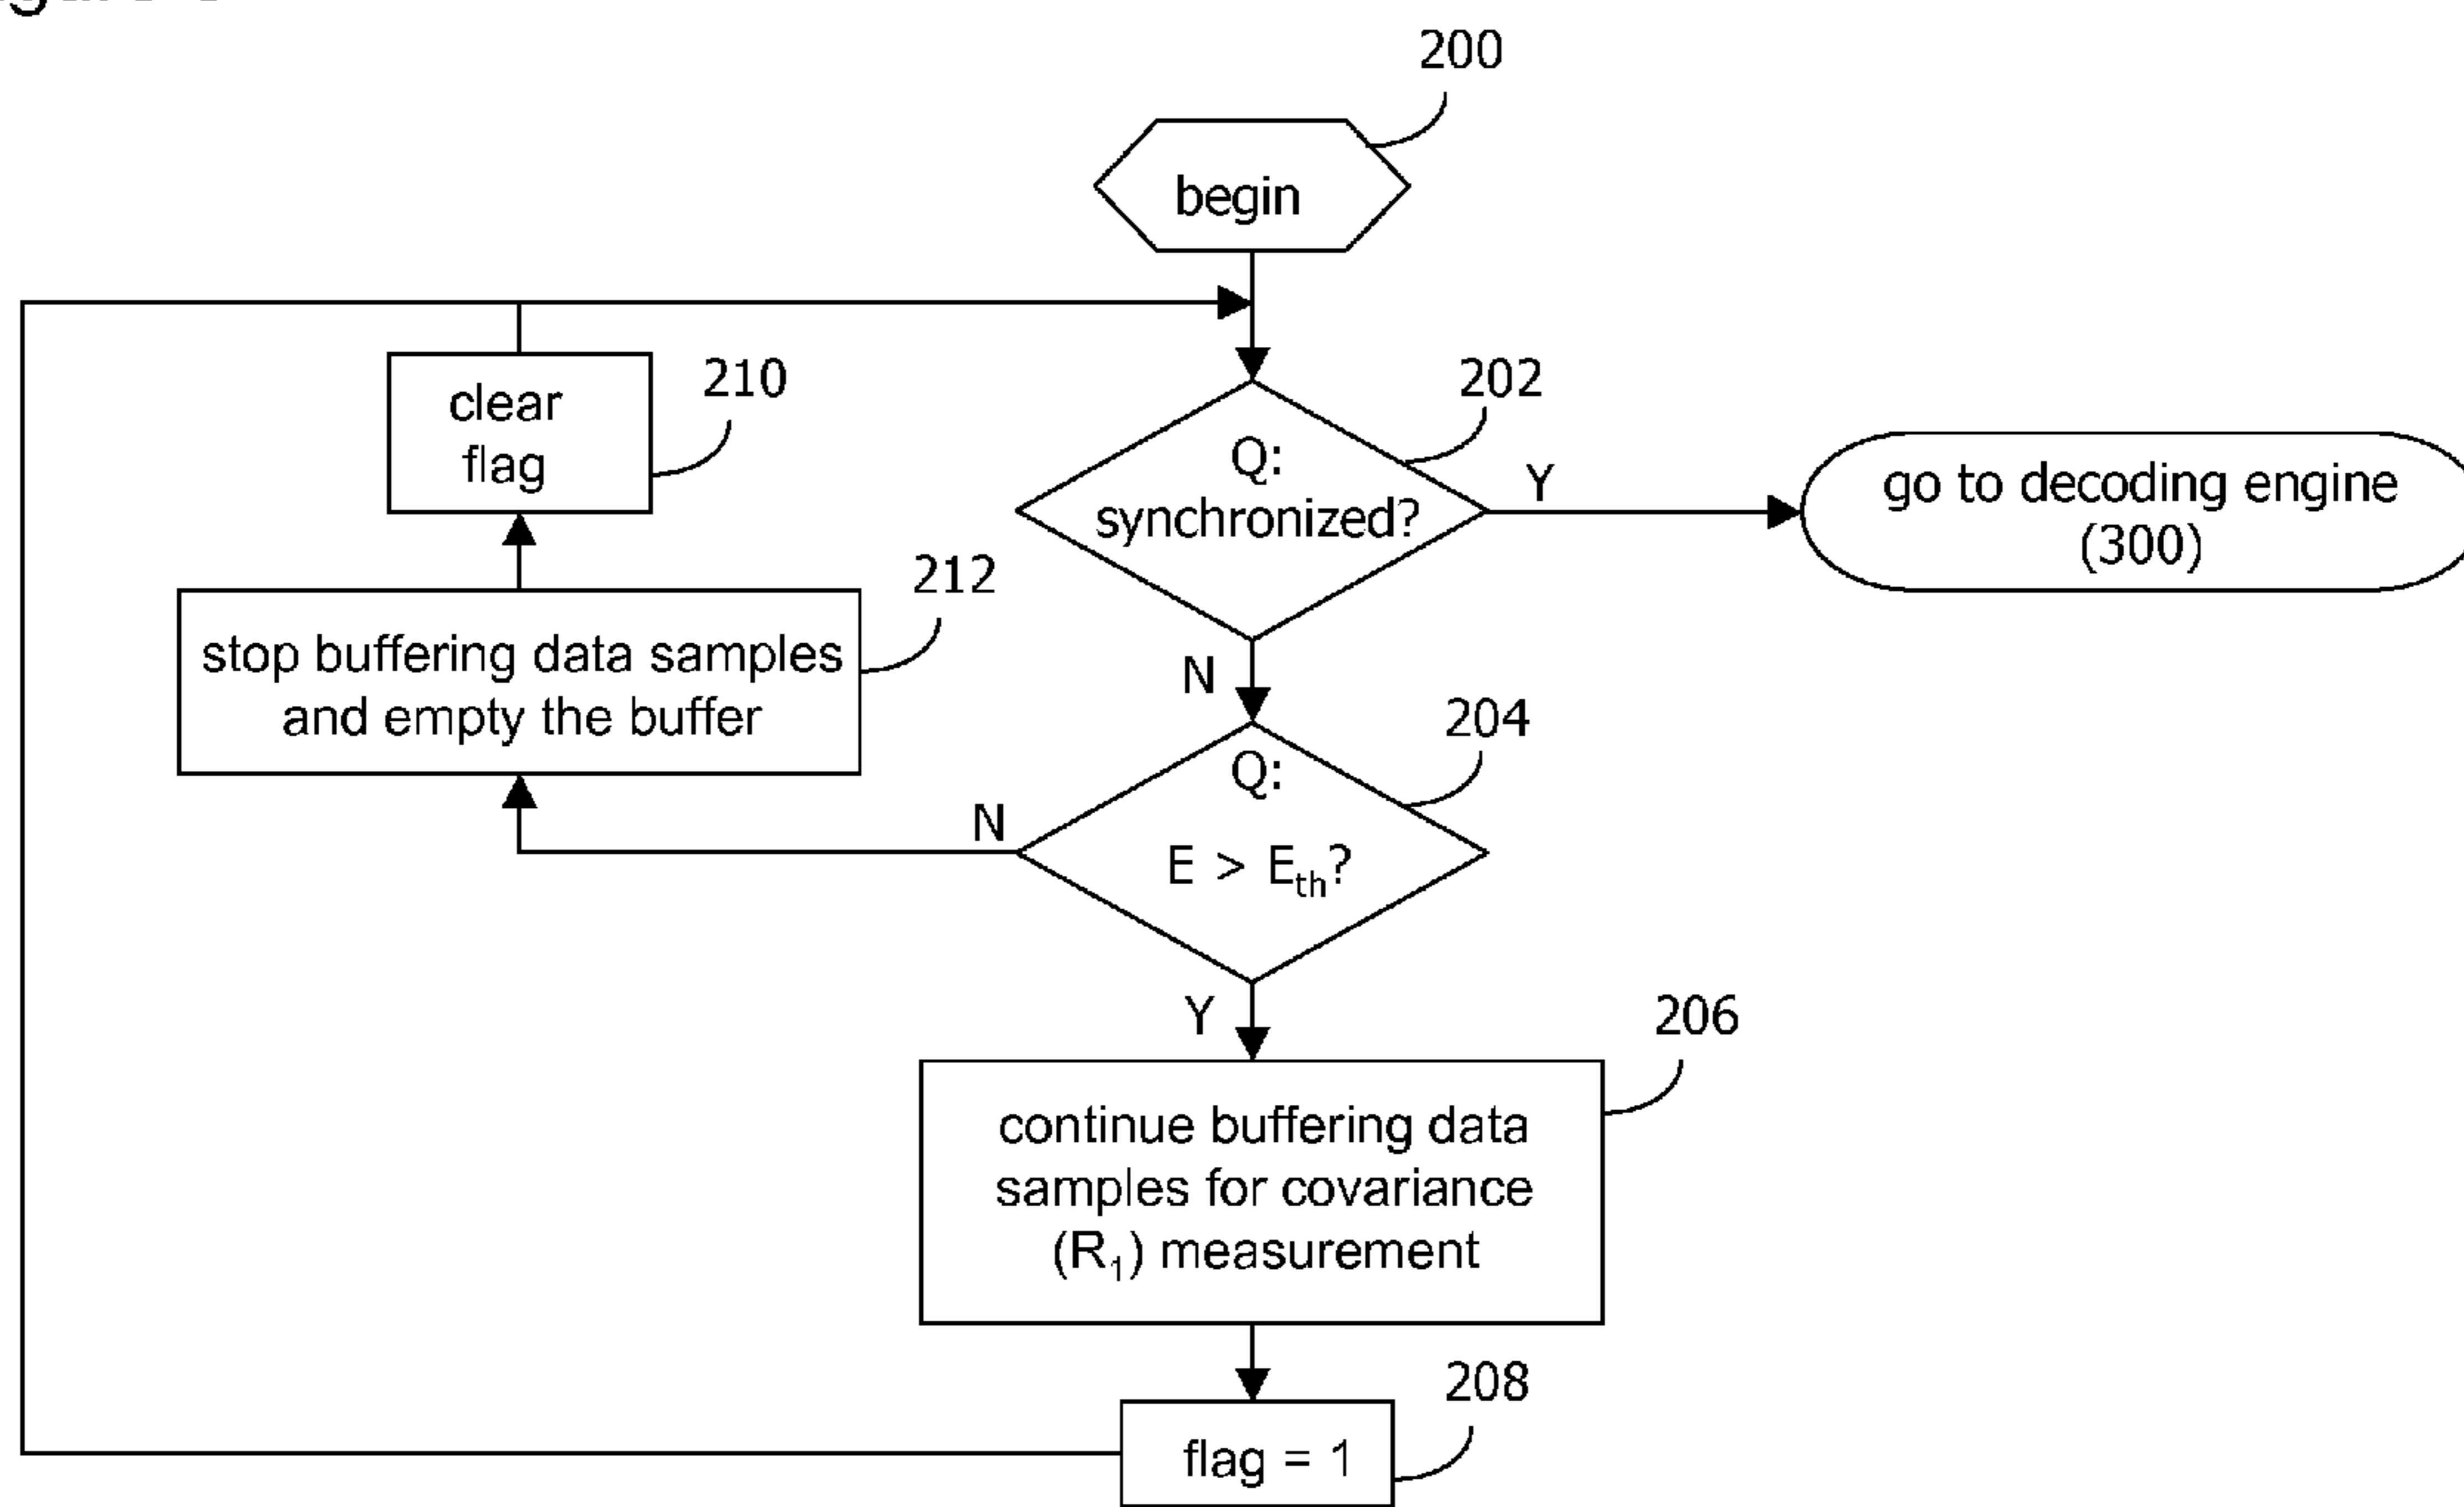 200
begin
210
clear
flag
202
Q:
synchronized?
Y
go to decoding engine
(300)
212
stop buffering data samples
and empty the buffer
N
204
Q:
E > Eth?
N
Y
206
continue buffering data
samples for covariance
(R1) measurement
208
flag = 1